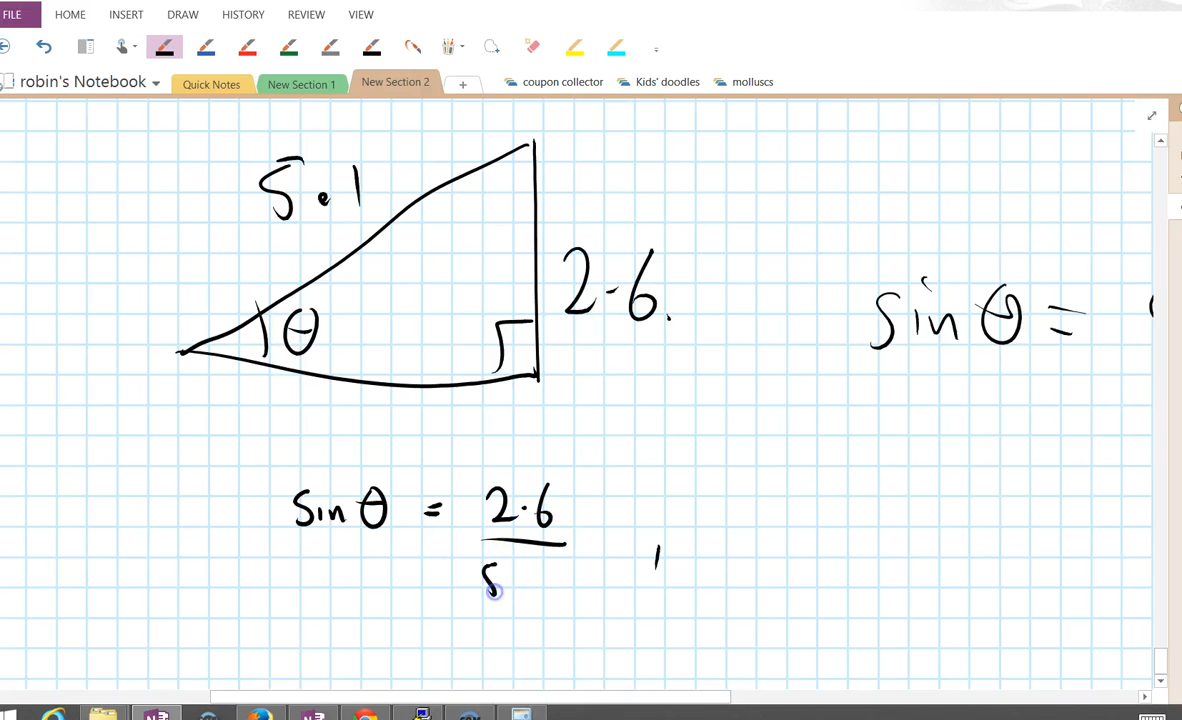 FILE HOME INSERT DRAW HISTORY REVIEW VIEW
robin's Notebook Quick Notes New Section 1 New Section 2 + coupon collector Kids' doodles molluscs
5.1
θ
2.6.
sin θ =
sin θ = 2.6
5